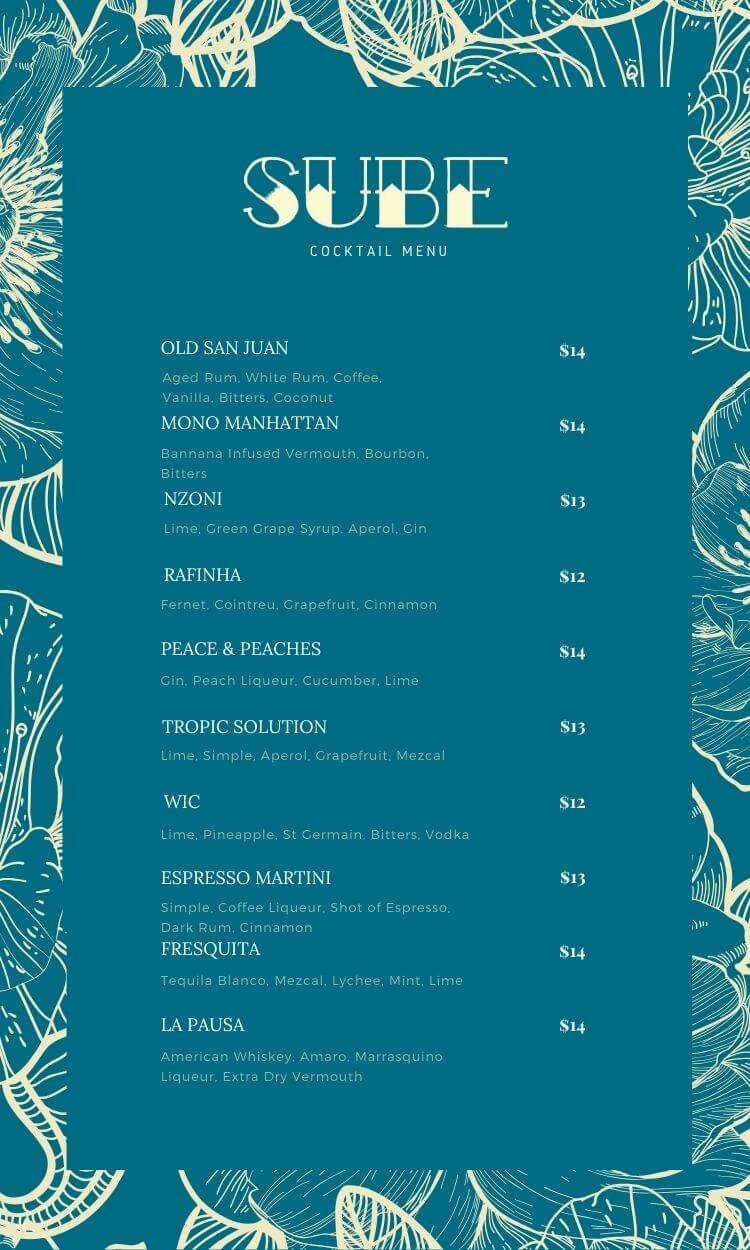 SUBE
COCKTAIL MENU
OLD SAN JUAN $14
Aged Rum, White Rum, Coffee,
Vanilla, Bitters, Coconut
MONO MANHATTAN $14
Bannana Infused Vermouth, Bourbon,
Bitters
NZONI $13
Lime, Green Grape Syrup, Aperol, Gin
RAFINHA $12
Fernet, Cointreu, Grapefruit, Cinnamon
PEACE & PEACHES $14
Gin, Peach Liqueur, Cucumber, Lime
TROPIC SOLUTION $13
Lime, Simple, Aperol, Grapefruit, Mezcal
WIC $12
Lime, Pineapple, St Germain, Bitters, Vodka
ESPRESSO MARTINI $13
Simple, Coffee Liqueur, Shot of Espresso,
Dark Rum, Cinnamon
FRESQUITA $14
Tequila Blanco, Mezcal, Lychee, Mint, Lime
LA PAUSA $14
American Whiskey, Amaro, Marrasquino
Liqueur, Extra Dry Vermouth